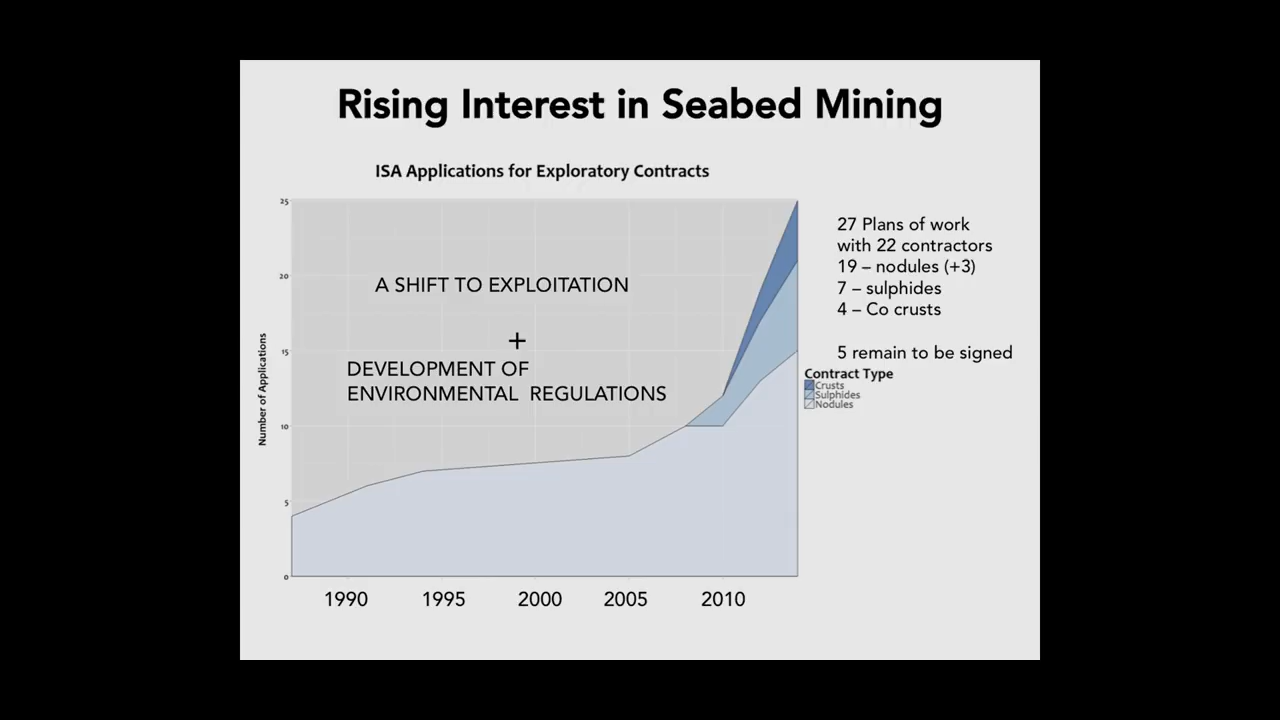 Rising Interest in Seabed Mining
ISA Applications for Exploratory Contracts
Number of Applications
25
20
15
10
5
0
A SHIFT TO EXPLOITATION
+
DEVELOPMENT OF
ENVIRONMENTAL REGULATIONS
1990 1995 2000 2005 2010
27 Plans of work
with 22 contractors
19 – nodules (+3)
7 – sulphides
4 – Co crusts
5 remain to be signed
Contract Type
Crusts
Sulphides
Nodules